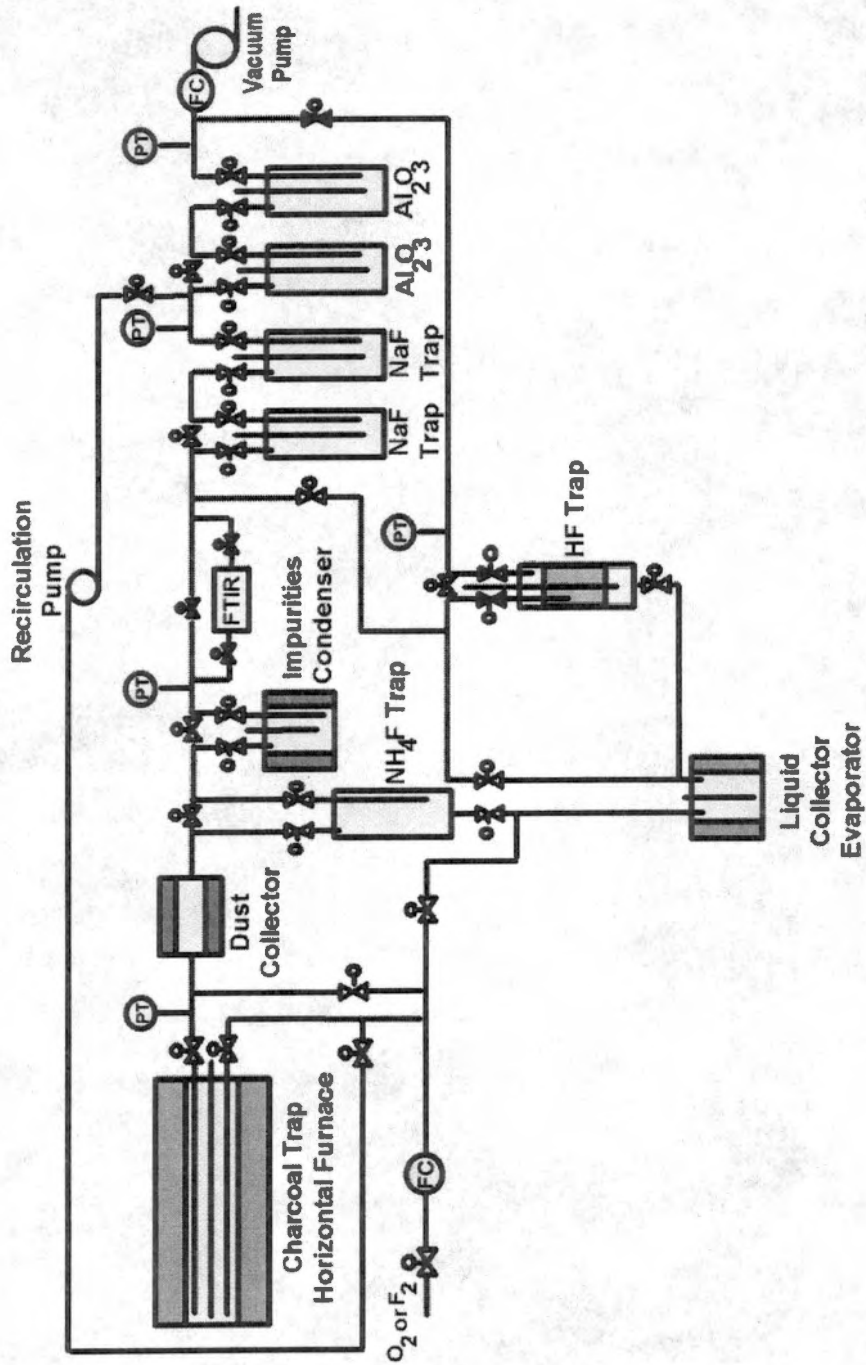 Recirculation
Pump
Vacuum
Pump
FC
PT
PT
PT
PT
PT
FTIR
Charcoal Trap
Horizontal Furnace
Dust
Collector
Impurities
Condenser
NH4F Trap
NaF
Trap
NaF
Trap
Al2O3
Al2O3
HF Trap
FC
O2 or F2
Liquid
Collector
Evaporator